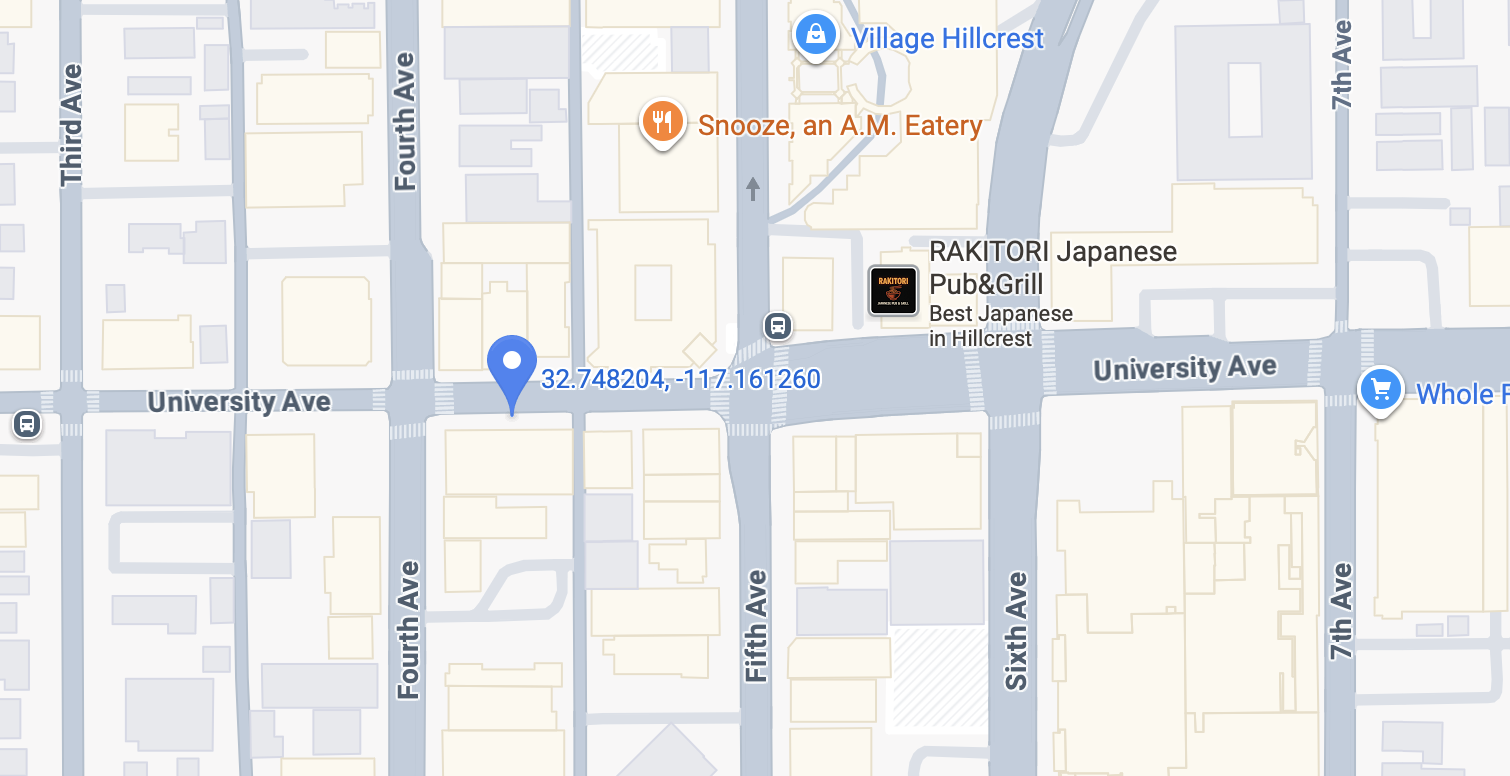 Village Hillcrest
Third Ave
Fourth Ave
7th Ave
Snooze, an A.M. Eatery
RAKITORI Japanese
Pub&Grill
Best Japanese
in Hillcrest
RAKITORI
University Ave
32.748204, -117.161260
University Ave
Whole F
Fourth Ave
Fifth Ave
Sixth Ave
7th Ave